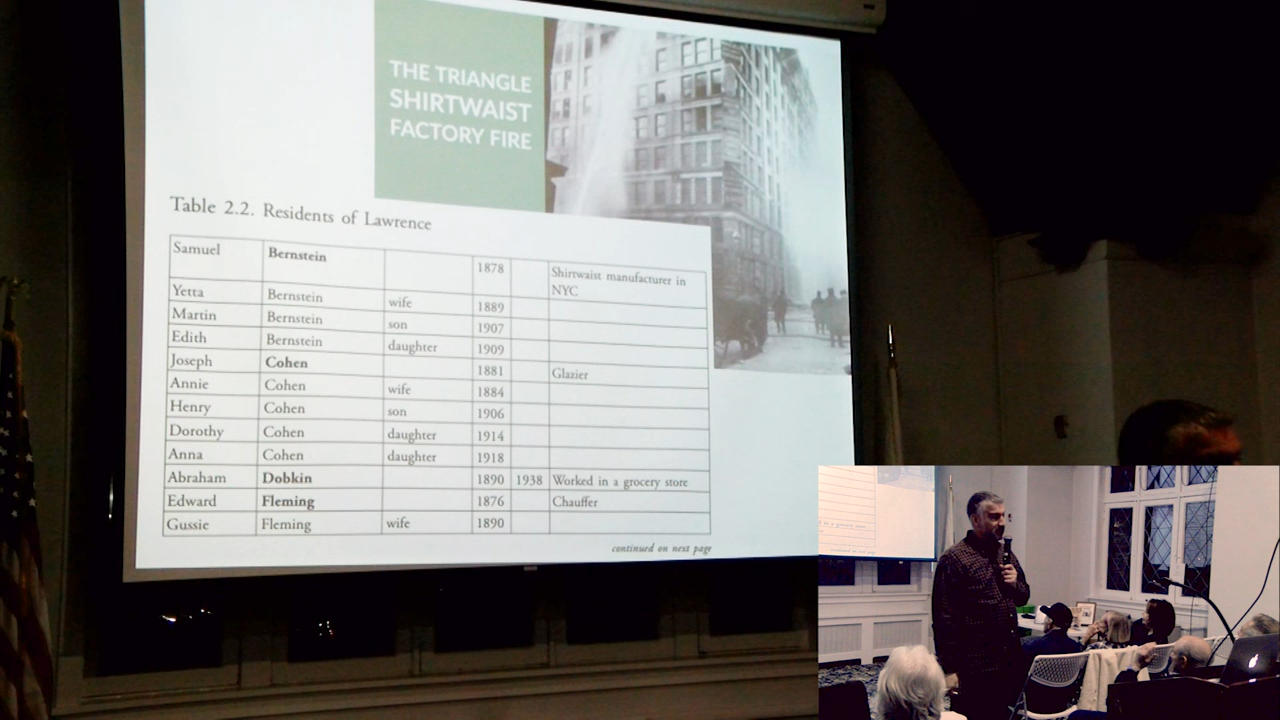 THE TRIANGLE
SHIRTWAIST
FACTORY FIRE
Table 2.2. Residents of Lawrence
Samuel Bernstein 1878 Shirtwaist manufacturer in NYC
Yetta Bernstein wife 1889
Martin Bernstein son 1907
Edith Bernstein daughter 1909
Joseph Cohen 1881 Glazier
Annie Cohen wife 1884
Henry Cohen son 1906
Dorothy Cohen daughter 1914
Anna Cohen daughter 1918
Abraham Dobkin 1890 1938 Worked in a grocery store
Edward Fleming 1876 Chauffer
Gussie Fleming wife 1890
continued on next page